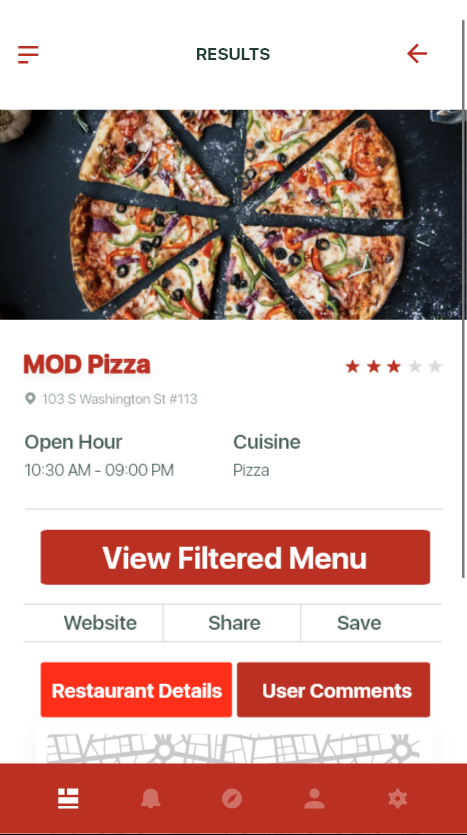 RESULTS
MOD Pizza
103 S Washington St #113
Open Hour Cuisine
10:30 AM - 09:00 PM Pizza
View Filtered Menu
Website Share Save
Restaurant Details User Comments